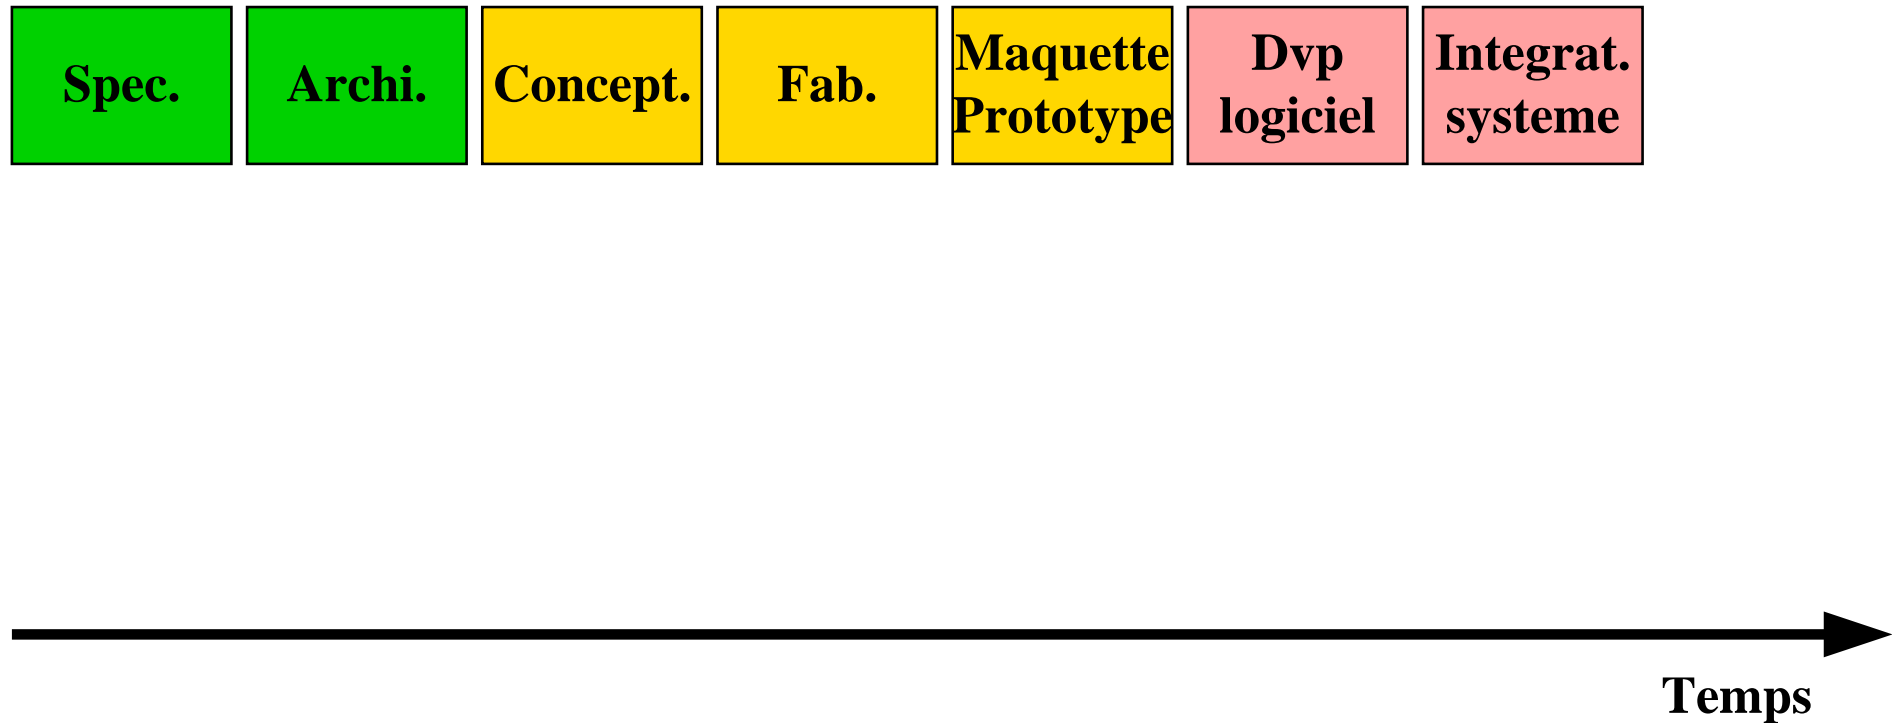 Spec.
Archi.
Concept.
Fab.
Maquette
Prototype
Dvp
logiciel
Integrat.
systeme
Temps